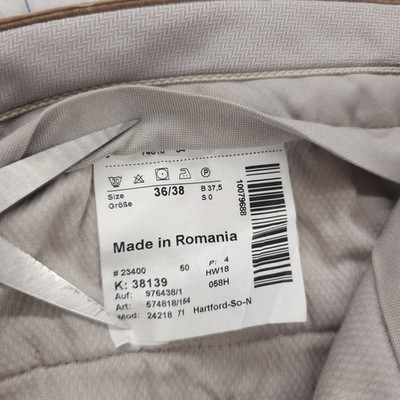 Size 36/38 B 37,5
Größe S 0
10079688
Made in Romania
# 23400 50 P: 4
K: 38139 HW18
Auf: 976438/1 058H
Art: 574818/154
Mod: 24218 71 Hartford-So-N